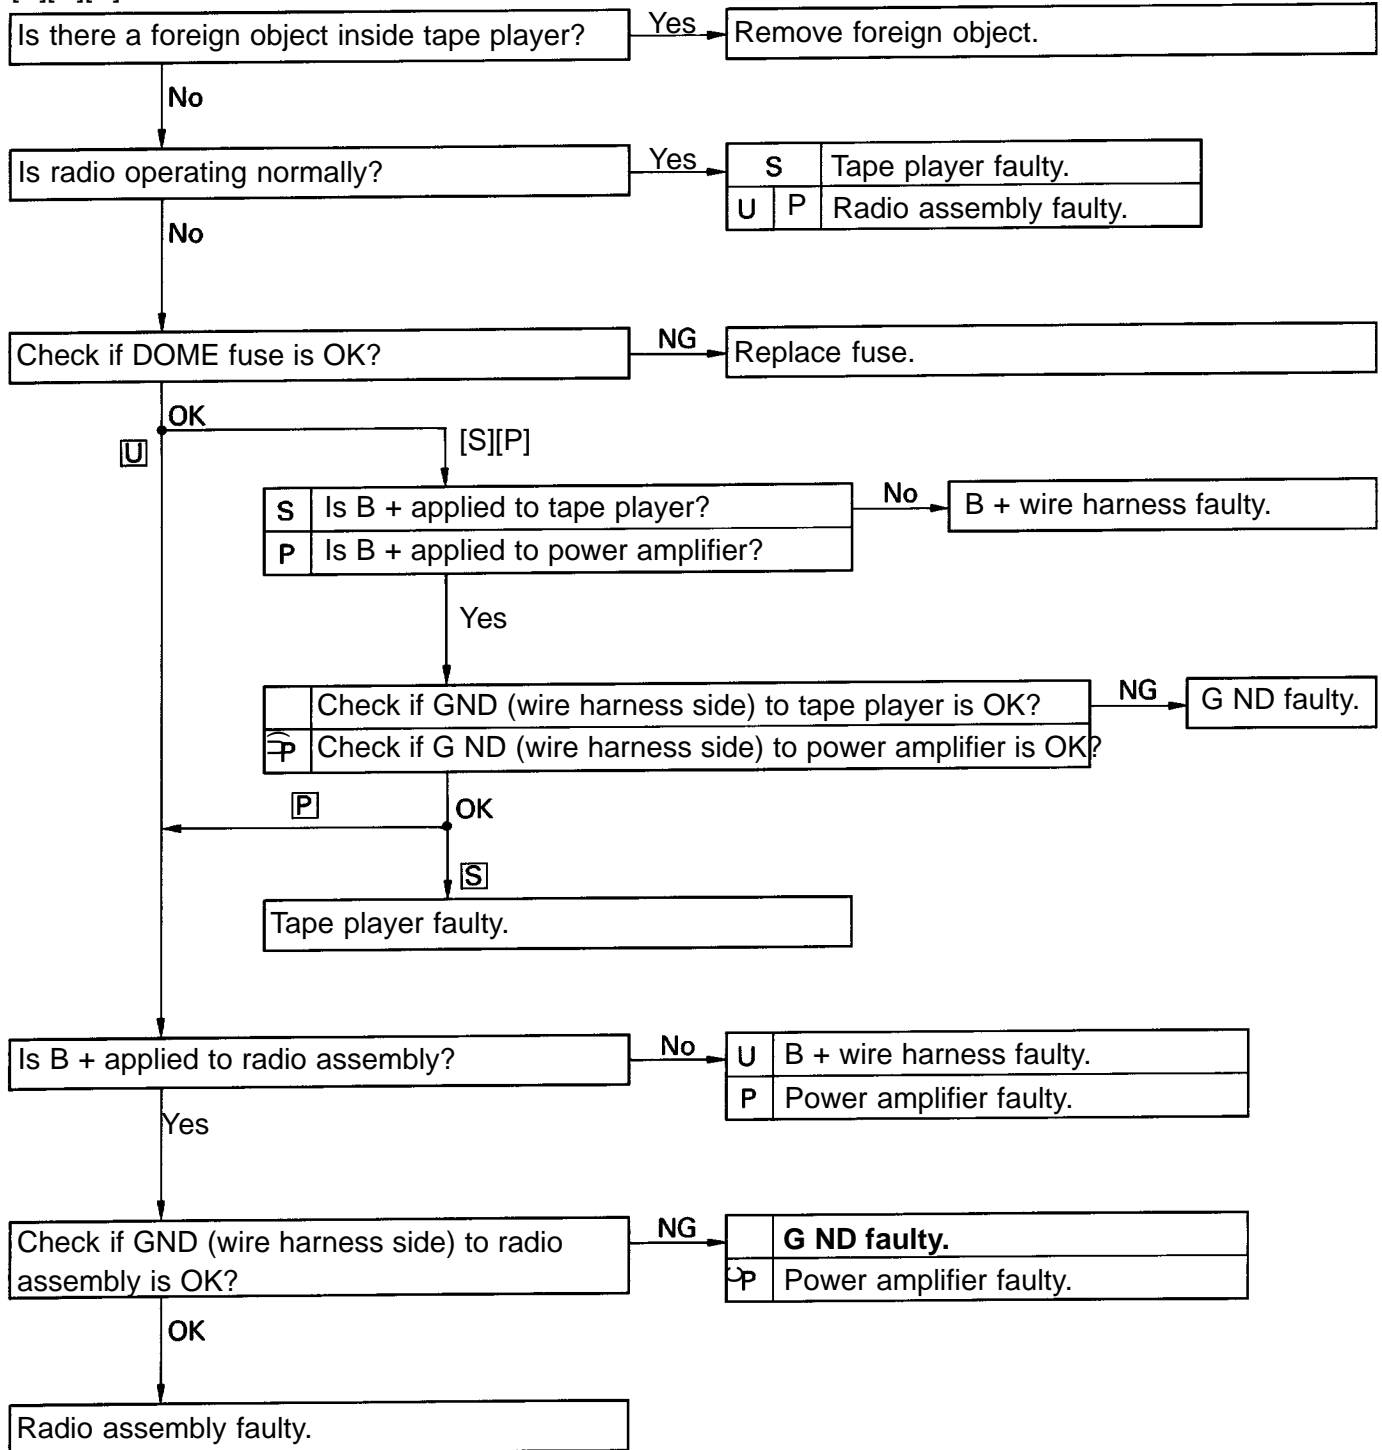 Is there a foreign object inside tape player?
Yes
Remove foreign object.
No
Is radio operating normally?
Yes
S Tape player faulty.
U P Radio assembly faulty.
No
Check if DOME fuse is OK?
NG
Replace fuse.
OK
U
[S][P]
S Is B + applied to tape player?
No
B + wire harness faulty.
P Is B + applied to power amplifier?
Yes
Check if GND (wire harness side) to tape player is OK?
NG
G ND faulty.
P Check if G ND (wire harness side) to power amplifier is OK?
P
OK
S
Tape player faulty.
Is B + applied to radio assembly?
No
U B + wire harness faulty.
P Power amplifier faulty.
Yes
Check if GND (wire harness side) to radio
assembly is OK?
NG
G ND faulty.
P Power amplifier faulty.
OK
Radio assembly faulty.